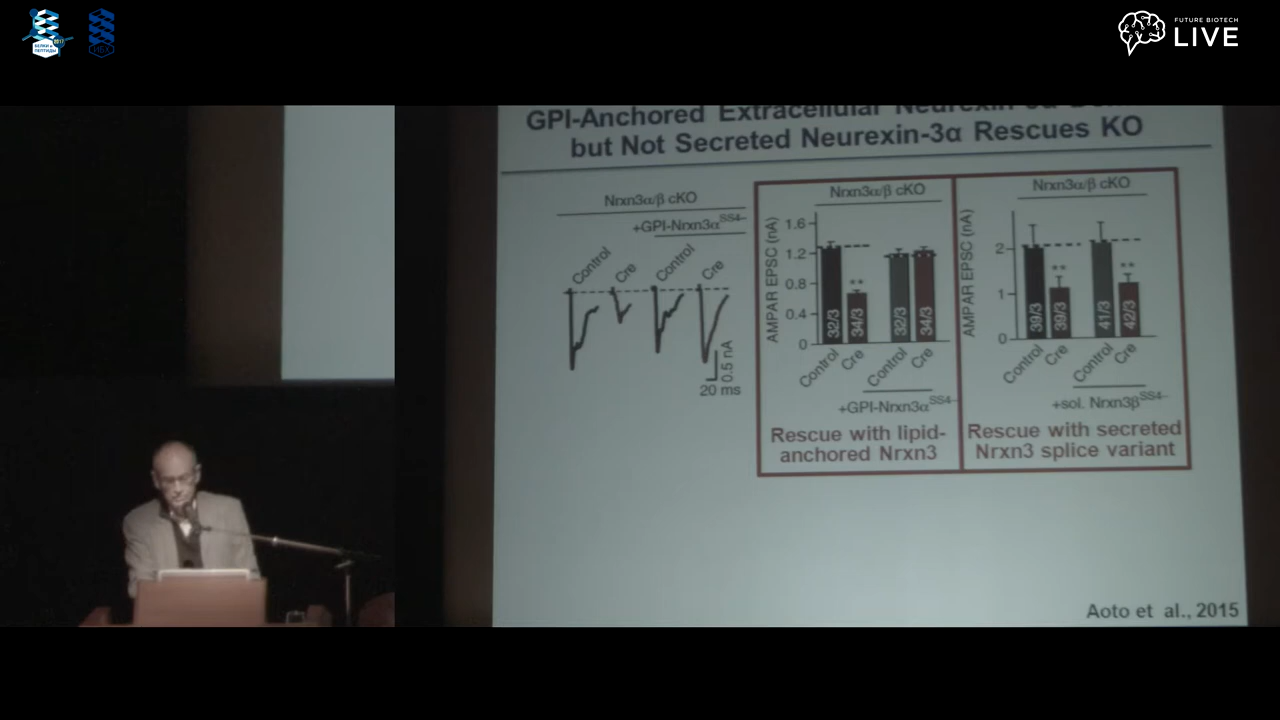 БЕЛКИ И
ПЕПТИДЫ
2017
ИБХ
FUTURE BIOTECH
LIVE
GPI-Anchored Extracellular Neurexin-3α
but Not Secreted Neurexin-3α Rescues KO
Nrxn3α/β cKO
+GPI-Nrxn3α^SS4-
Control
Cre
Control
Cre
0.5 nA
20 ms
Nrxn3α/β cKO
AMPAR EPSC (nA)
1.6
1.2
0.8
0.4
0
**
32/3
34/3
32/3
34/3
Control
Cre
Control
Cre
+GPI-Nrxn3α^SS4-
Rescue with lipid-
anchored Nrxn3
Nrxn3α/β cKO
AMPAR EPSC (nA)
2
1
0
**
**
39/3
39/3
41/3
42/3
Control
Cre
Control
Cre
+sol. Nrxn3β^SS4-
Rescue with secreted
Nrxn3 splice variant
Aoto et al., 2015